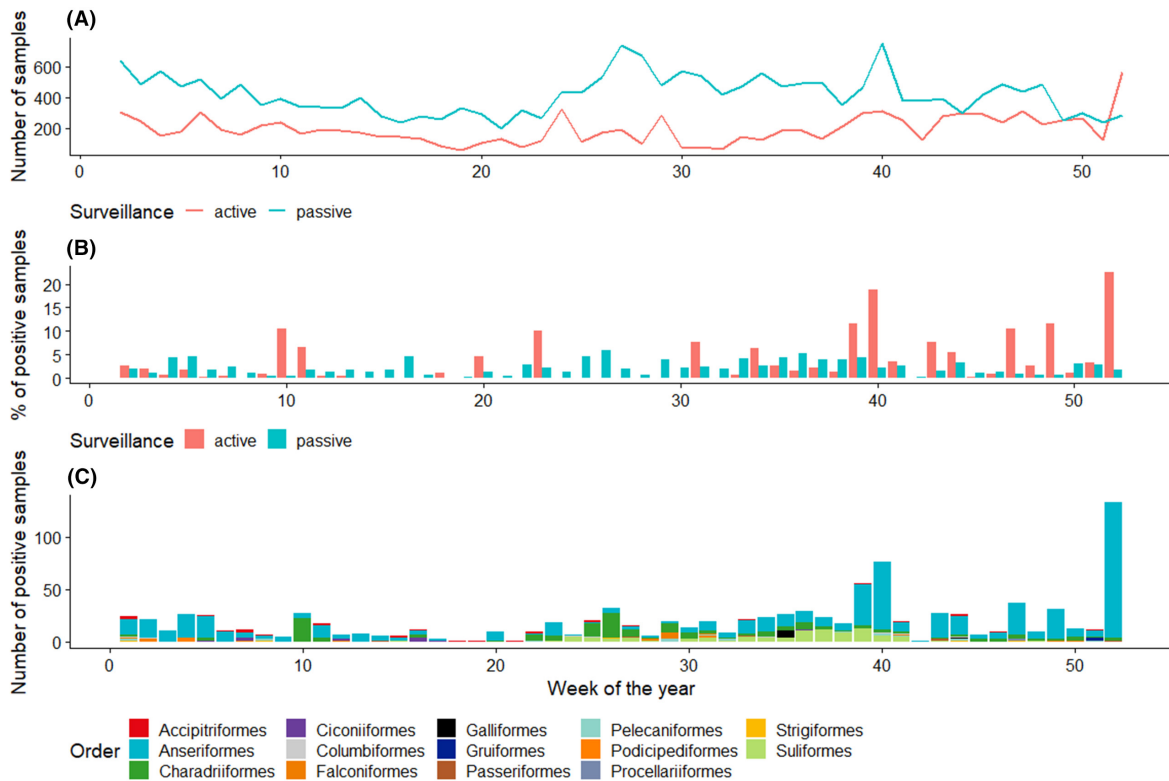 (A)
Number of samples
600
400
200
0 10 20 30 40 50
Surveillance active passive
(B)
% of positive samples
20
15
10
5
0
0 10 20 30 40 50
Surveillance active passive
(C)
Number of positive samples
100
50
0
0 10 20 30 40 50
Week of the year
Accipitriformes Ciconiiformes Galliformes Pelecaniformes Strigiformes
Order Anseriformes Columbiformes Gruiformes Podicipediformes Suliformes
Charadriiformes Falconiformes Passeriformes Procellariiformes